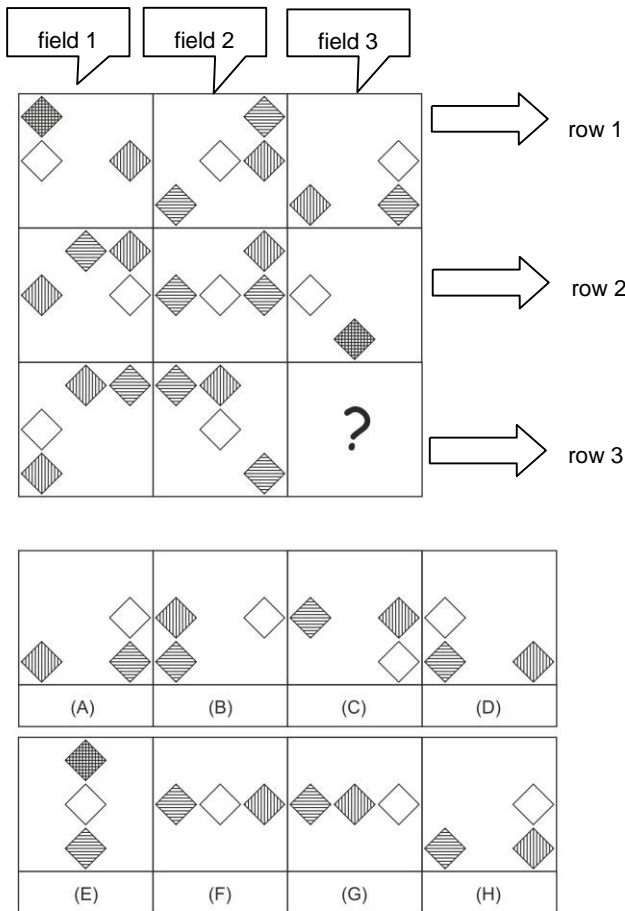 field 1
field 2
field 3
row 1
row 2
?
row 3
(A)
(B)
(C)
(D)
(E)
(F)
(G)
(H)